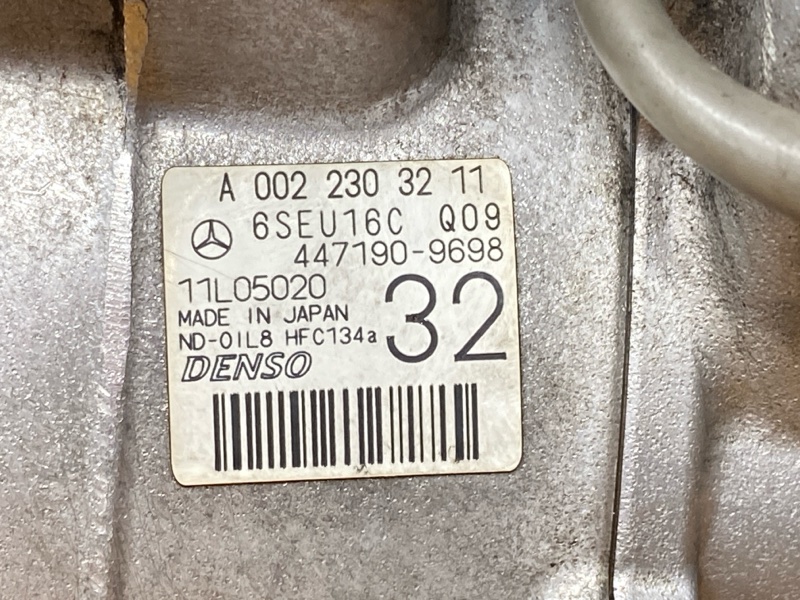 A 002 230 32 11
6SEU16C Q09
447190-9698
11L05020
32
MADE IN JAPAN
ND-OIL8 HFC134a
DENSO